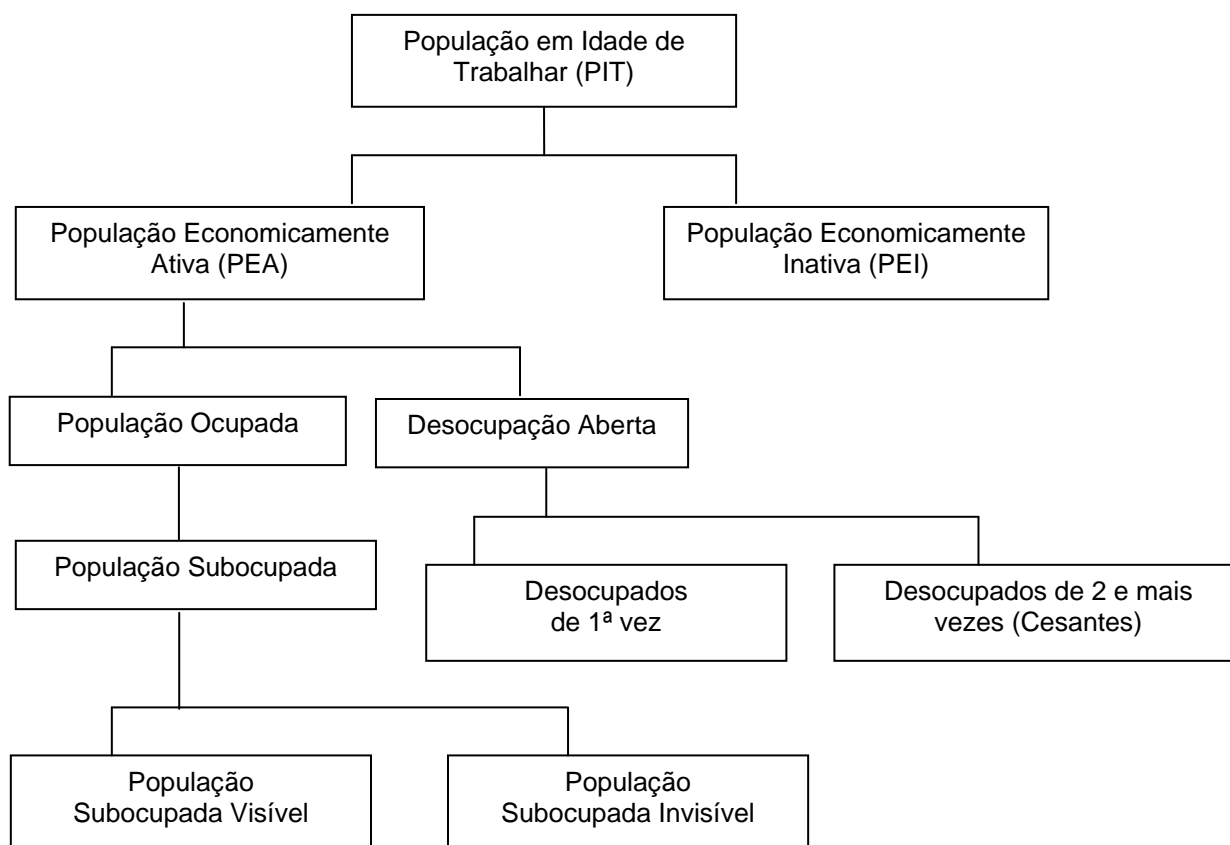 População em Idade de
Trabalhar (PIT)
População Economicamente
Ativa (PEA)
População Economicamente
Inativa (PEI)
População Ocupada
Desocupação Aberta
População Subocupada
Desocupados
de 1ª vez
Desocupados de 2 e mais
vezes (Cesantes)
População
Subocupada Visível
População
Subocupada Invisível